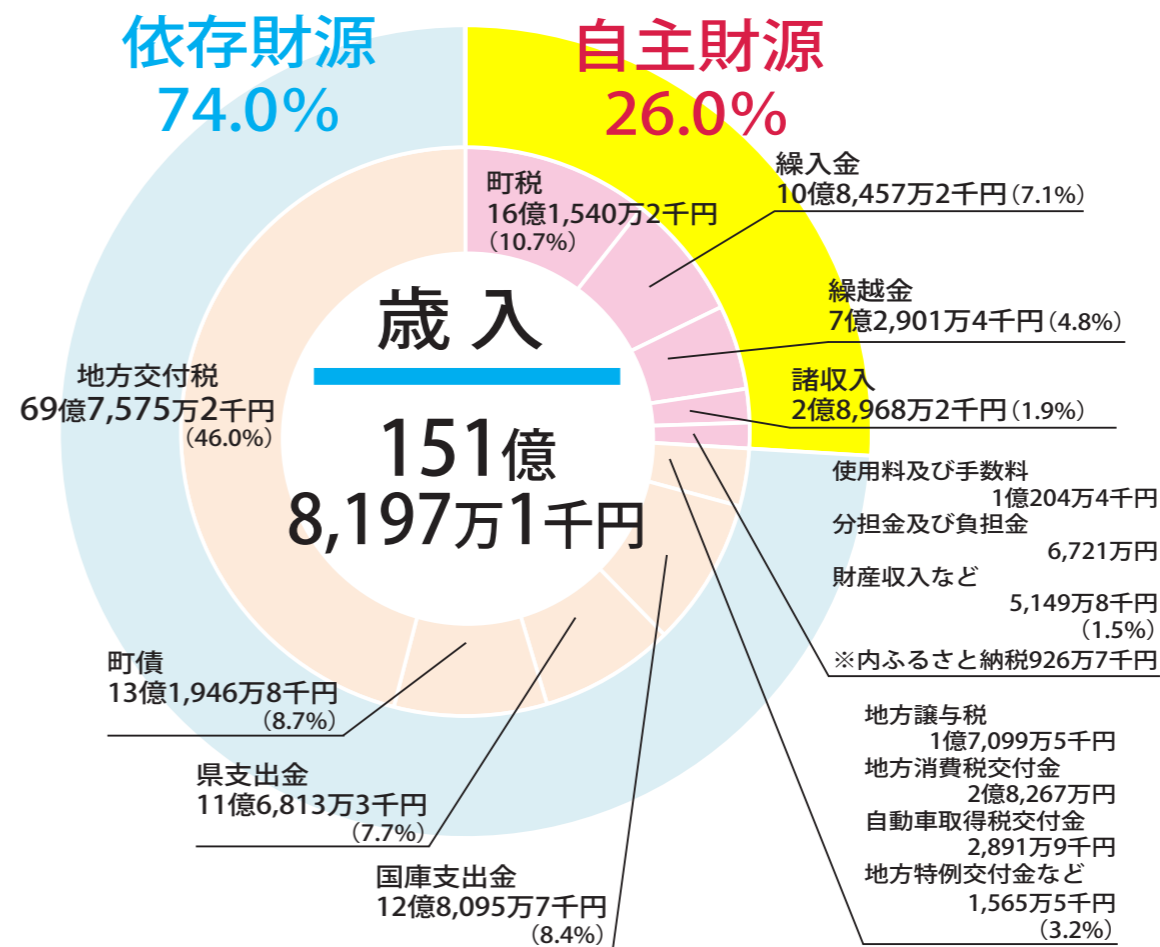 依存財源
74.0%
自主財源
26.0%
町税
16億1,540万2千円
(10.7%)
繰入金
10億8,457万2千円(7.1%)
繰越金
7億2,901万4千円(4.8%)
諸収入
2億8,968万2千円(1.9%)
使用料及び手数料
1億204万4千円
分担金及び負担金
6,721万円
財産収入など
5,149万8千円
(1.5%)
※内ふるさと納税926万7千円
地方譲与税
1億7,099万5千円
地方消費税交付金
2億8,267万円
自動車取得税交付金
2,891万9千円
地方特例交付金など
1,565万5千円
(3.2%)
国庫支出金
12億8,095万7千円
(8.4%)
県支出金
11億6,813万3千円
(7.7%)
町債
13億1,946万8千円
(8.7%)
地方交付税
69億7,575万2千円
(46.0%)
歳入
151億
8,197万1千円